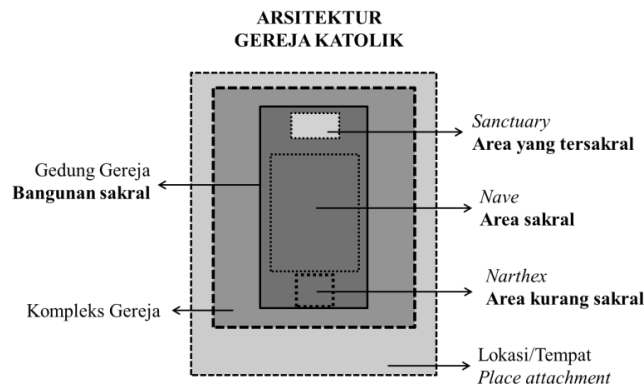 ARSITEKTUR
GEREJA KATOLIK
Sanctuary
Area yang tersakral
Gedung Gereja
Bangunan sakral
Nave
Area sakral
Narthex
Area kurang sakral
Kompleks Gereja
Lokasi/Tempat
Place attachment